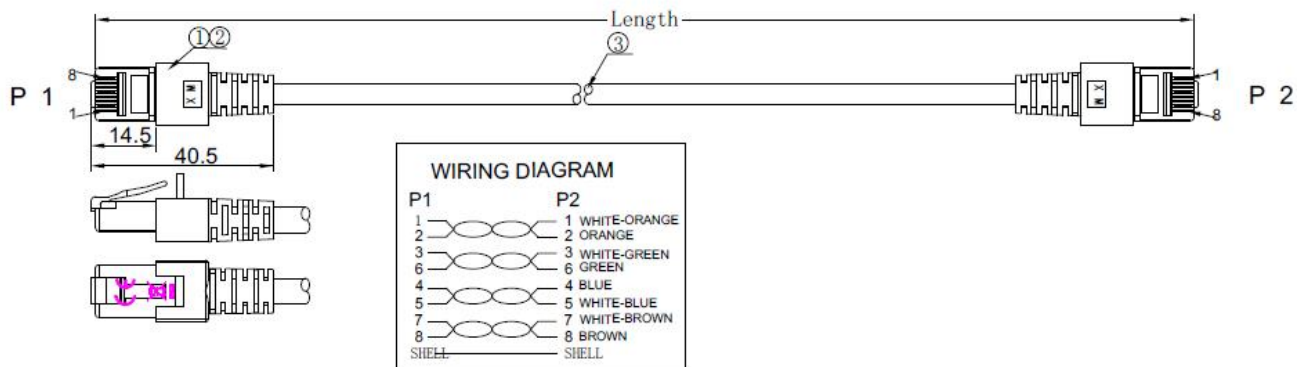 Length
①②
③
8
1
P 1
M X
X M
1
8
P 2
14.5
40.5
WIRING DIAGRAM
P1 P2
1 1 WHITE-ORANGE
2 2 ORANGE
3 3 WHITE-GREEN
6 6 GREEN
4 4 BLUE
5 5 WHITE-BLUE
7 7 WHITE-BROWN
8 8 BROWN
SHELL SHELL